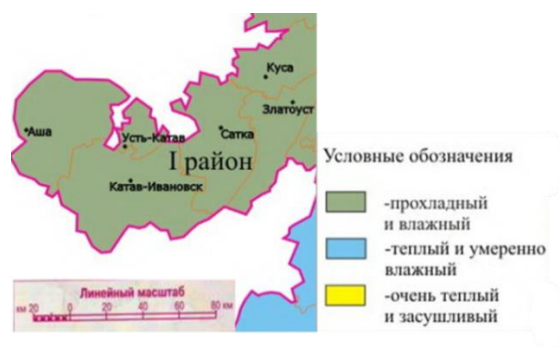 Куса
Златоуст
Аша
Усть-Катав
Сатка
I район
Катав-Ивановск
Условные обозначения
-прохладный
и влажный
-теплый и умеренно
влажный
-очень теплый
и засушливый
Линейный масштаб
км 20 0 20 40 60 80 км